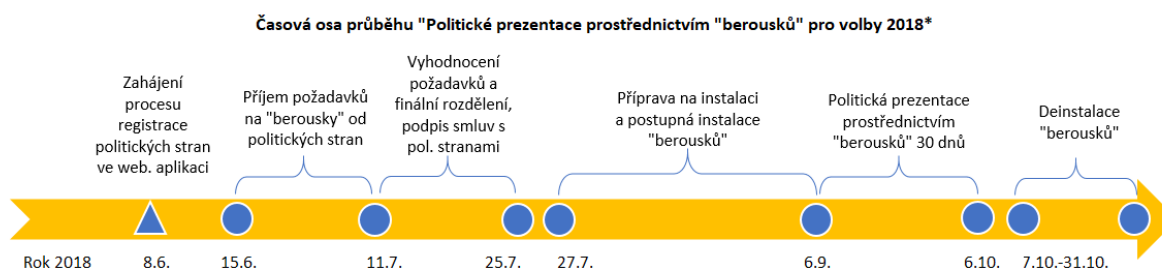 Časová osa průběhu "Politické prezentace prostřednictvím "berousků" pro volby 2018*
Zahájení
procesu
registrace
politických stran
ve web. aplikaci
Příjem požadavků
na "berousky" od
politických stran
Vyhodnocení
požadavků a
finální rozdělení,
podpis smluv s
pol. stranami
Příprava na instalaci
a postupná instalace
"berousků"
Politická prezentace
prostřednictvím
"berousků" 30 dnů
Deinstalace
"berousků"
Rok 2018 8.6. 15.6. 11.7. 25.7. 27.7. 6.9. 6.10. 7.10.-31.10.